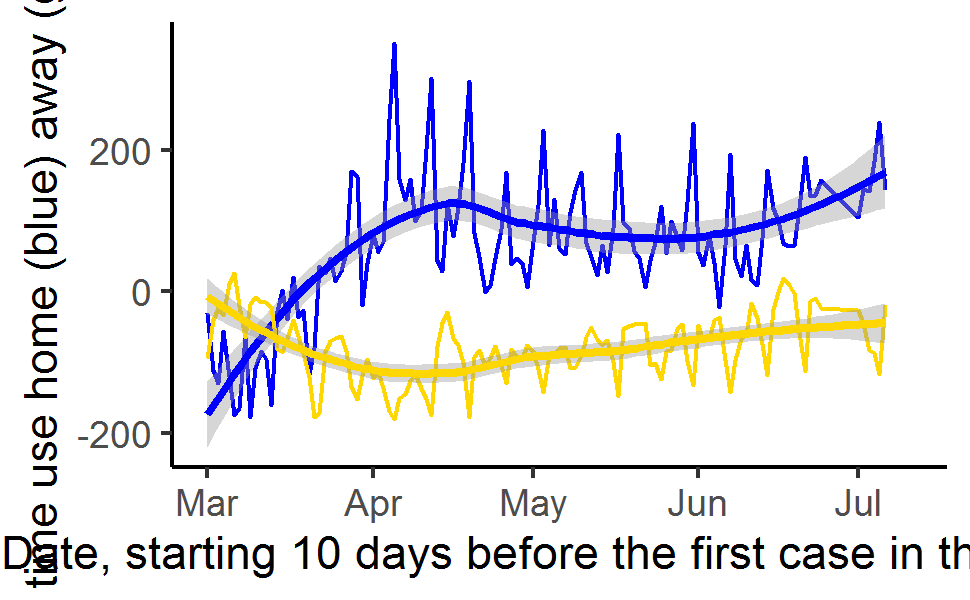 time use home (blue) away (
200
0
-200
Mar Apr May Jun Jul
Date, starting 10 days before the first case in th